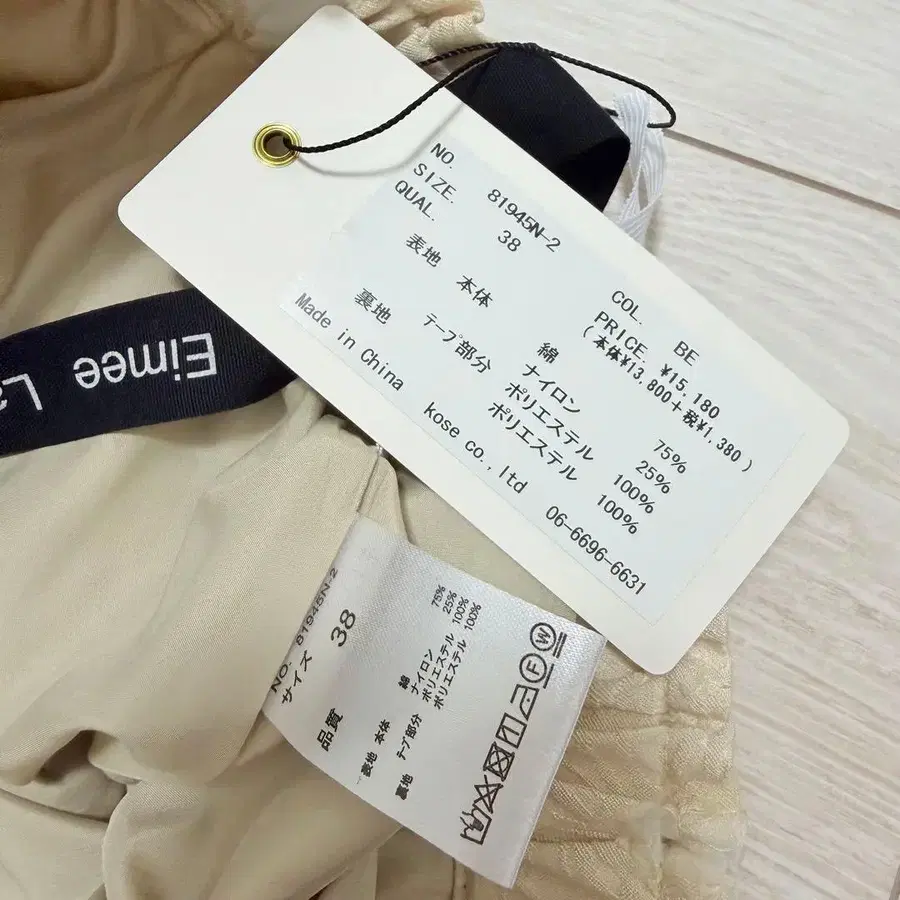 NO. 81945N-2 COL. BE
SIZE. 38 PRICE. ¥15,180
QUAL. (本体¥13,800+税¥1,380)
表地 本体 綿 75%
ナイロン 25%
テープ部分 ポリエステル 100%
裏地 ポリエステル 100%
Made in China
kose co., ltd 06-6696-6631
Eimee La
NO. 81945N-2
サイズ 38
品質
表地 本体 綿 75%
ナイロン 25%
テープ部分 ポリエステル 100%
裏地 ポリエステル 100%
W
F